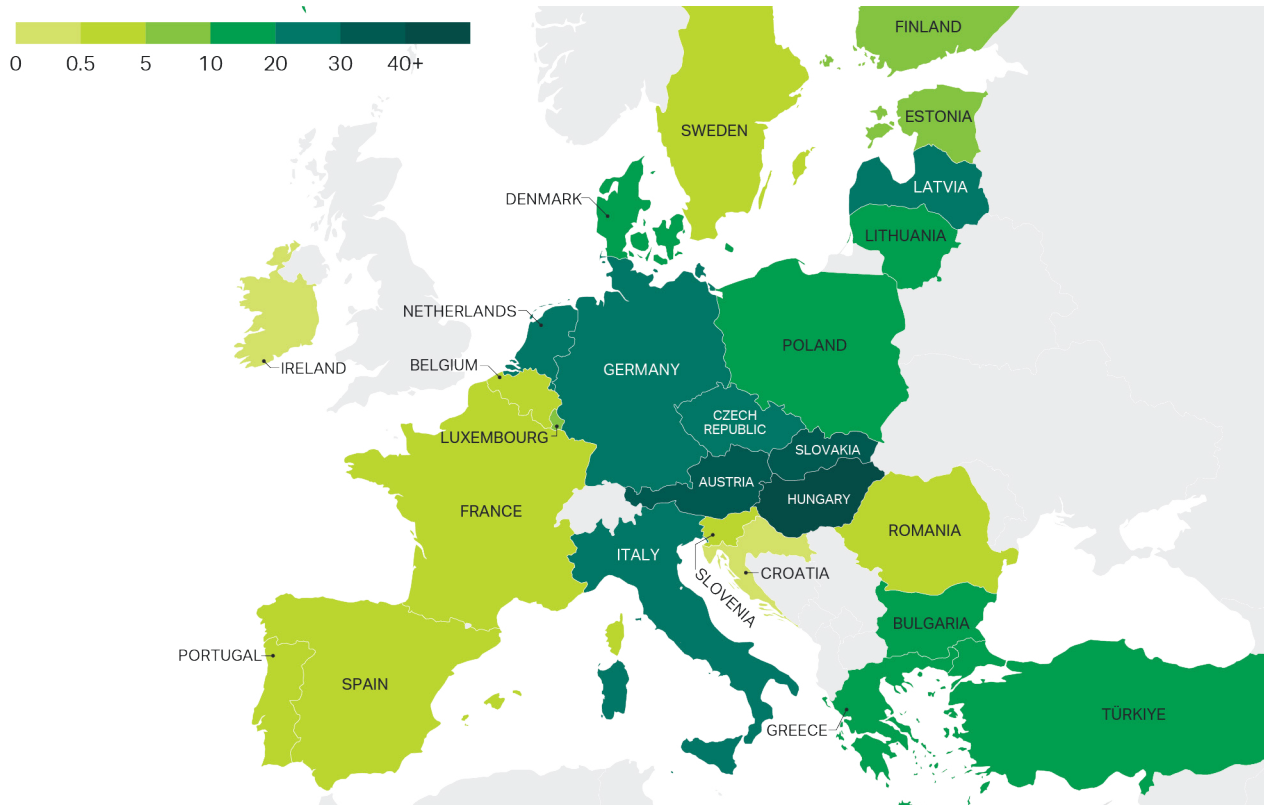 0 0.5 5 10 20 30 40+
FINLAND
ESTONIA
SWEDEN
LATVIA
DENMARK
LITHUANIA
NETHERLANDS
POLAND
BELGIUM
IRELAND
GERMANY
CZECH
REPUBLIC
LUXEMBOURG
SLOVAKIA
AUSTRIA
HUNGARY
FRANCE
ROMANIA
ITALY
CROATIA
SLOVENIA
BULGARIA
PORTUGAL
SPAIN
TÜRKIYE
GREECE